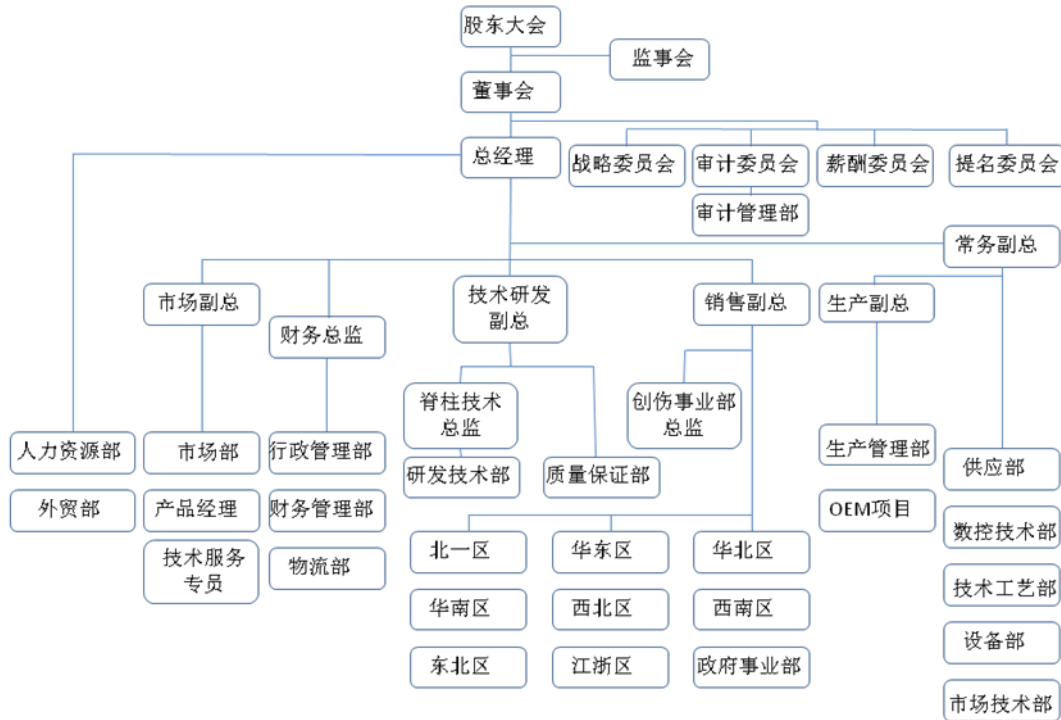 股东大会
监事会
董事会
总经理
战略委员会
审计委员会
薪酬委员会
提名委员会
审计管理部
常务副总
市场副总
财务总监
技术研发
副总
销售副总
生产副总
脊柱技术
总监
创伤事业部
总监
人力资源部
市场部
行政管理部
研发技术部
质量保证部
生产管理部
供应部
外贸部
产品经理
财务管理部
OEM项目
数控技术部
技术服务
专员
物流部
北一区
华东区
华北区
技术工艺部
华南区
西北区
西南区
设备部
东北区
江浙区
政府事业部
市场技术部